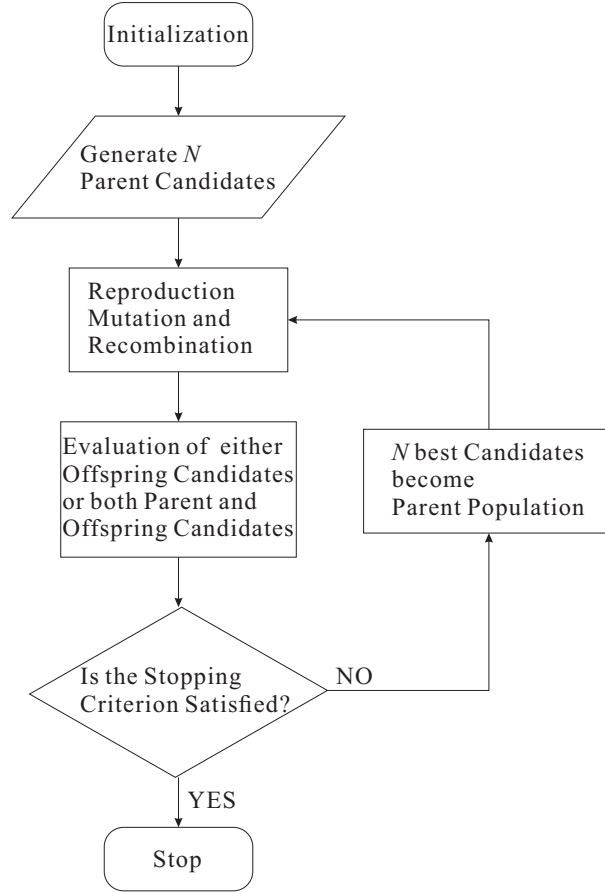 Initialization
Generate N
Parent Candidates
Reproduction
Mutation and
Recombination
Evaluation of either
Offspring Candidates
or both Parent and
Offspring Candidates
N best Candidates
become
Parent Population
Is the Stopping
Criterion Satisfied?
NO
YES
Stop